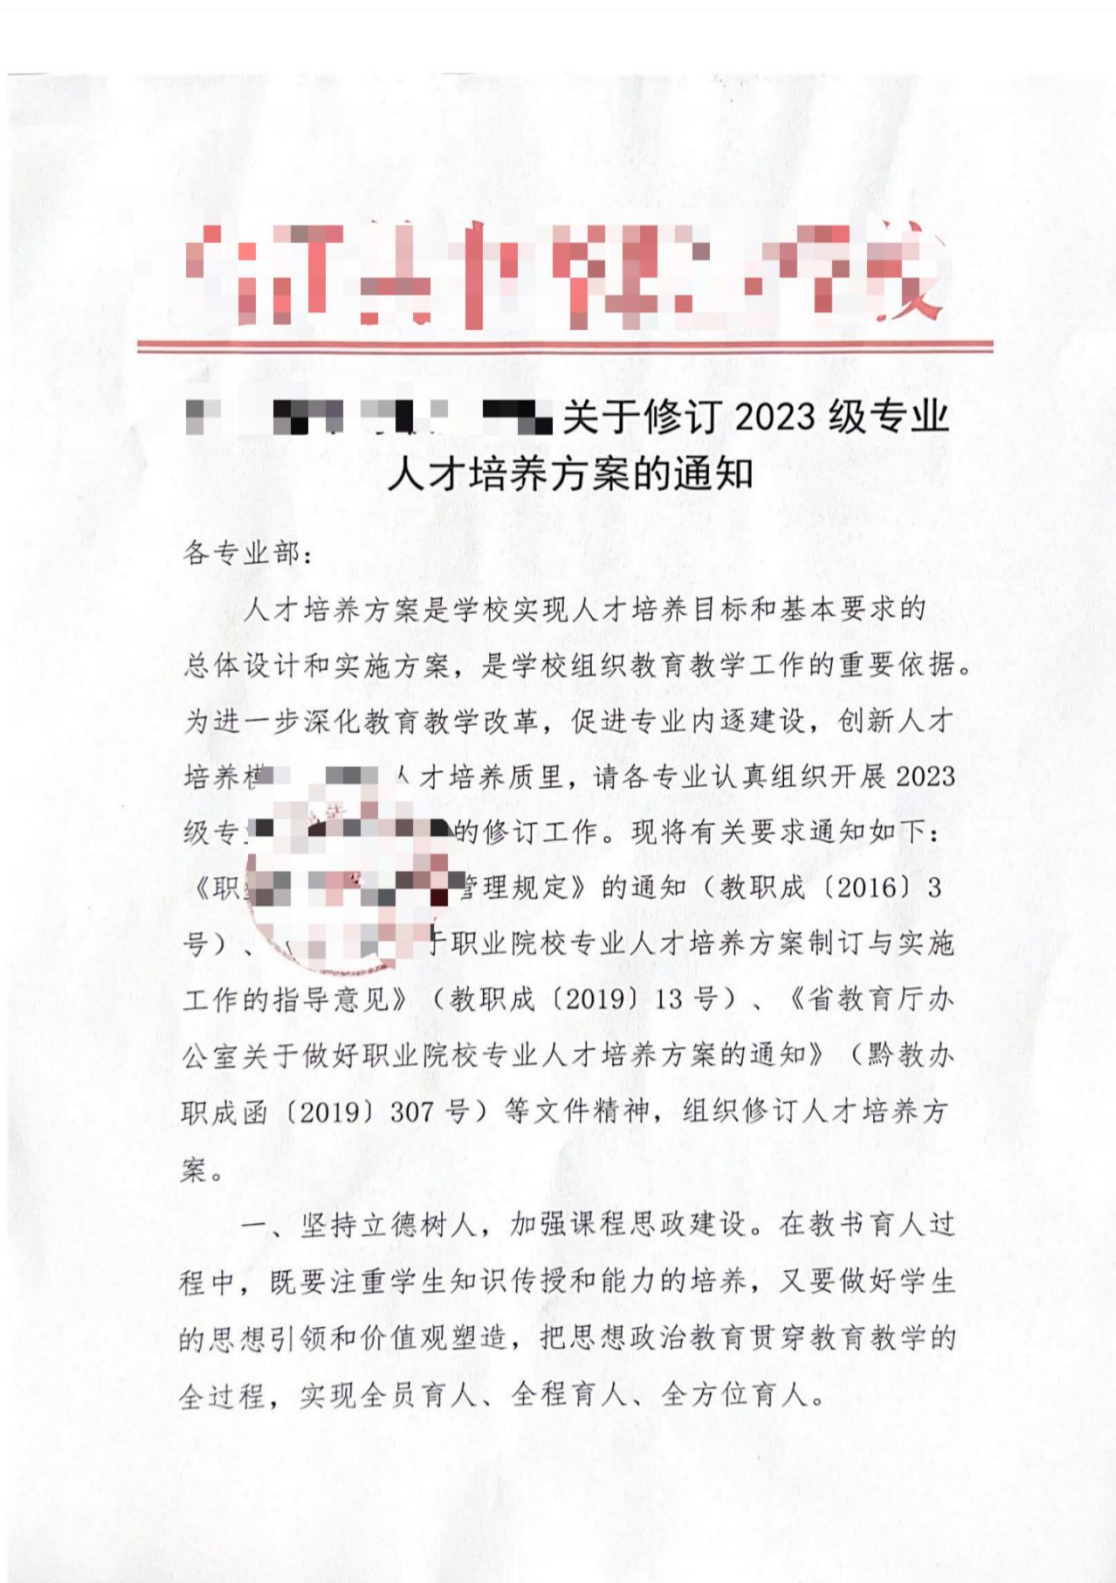 关于修订 2023 级专业
人才培养方案的通知
各专业部：
人才培养方案是学校实现人才培养目标和基本要求的
总体设计和实施方案，是学校组织教育教学工作的重要依据。
为进一步深化教育教学改革，促进专业内逐建设，创新人才
培养 人才培养质里，请各专业认真组织开展 2023
级专 的修订工作。现将有关要求通知如下：
《职 管理规定》的通知（教职成〔2016〕3
号）、 于职业院校专业人才培养方案制订与实施
工作的指导意见》（教职成〔2019〕13 号）、《省教育厅办
公室关于做好职业院校专业人才培养方案的通知》（黔教办
职成函〔2019〕307 号）等文件精神，组织修订人才培养方
案。
一、坚持立德树人，加强课程思政建设。在教书育人过
程中，既要注重学生知识传授和能力的培养，又要做好学生
的思想引领和价值观塑造，把思想政治教育贯穿教育教学的
全过程，实现全员育人、全程育人、全方位育人。